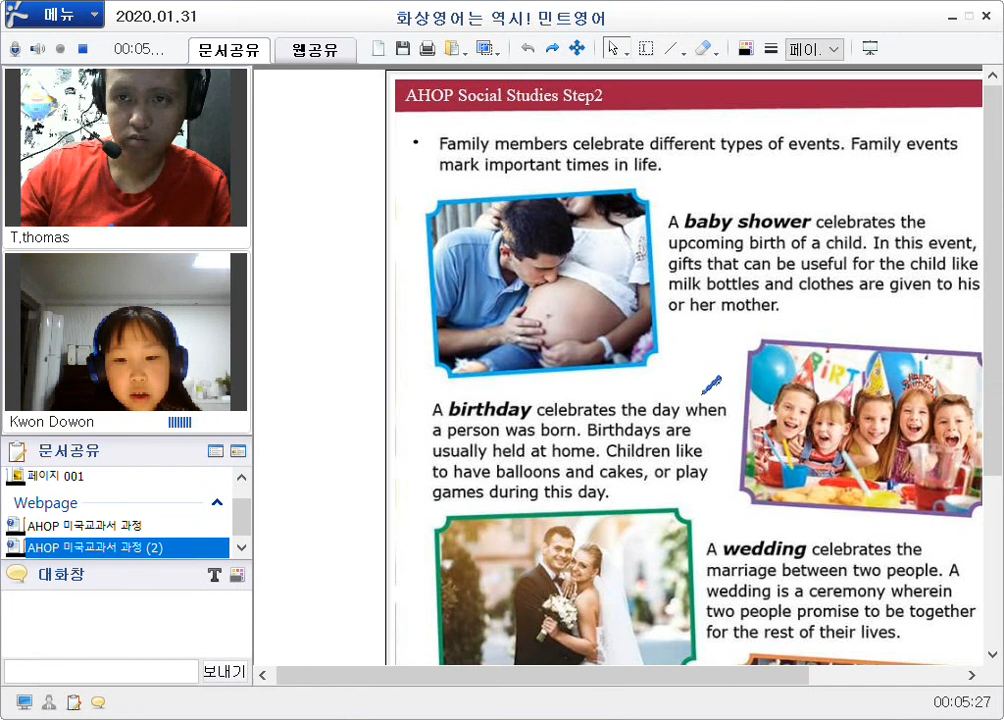 메뉴 2020.01.31 화상영어는 역시! 민트영어
00:05... 문서공유 웹공유 페이.
T,thomas
Kwon Dowon
문서공유
페이지 001
Webpage
AHOP 미국교과서 과정
AHOP 미국교과서 과정 (2)
대화창
보내기
AHOP Social Studies Step2
• Family members celebrate different types of events. Family events
mark important times in life.
A baby shower celebrates the
upcoming birth of a child. In this event,
gifts that can be useful for the child like
milk bottles and clothes are given to his
or her mother.
BiRT
A birthday celebrates the day when
a person was born. Birthdays are
usually held at home. Children like
to have balloons and cakes, or play
games during this day.
A wedding celebrates the
marriage between two people. A
wedding is a ceremony wherein
two people promise to be together
for the rest of their lives.
00:05:27